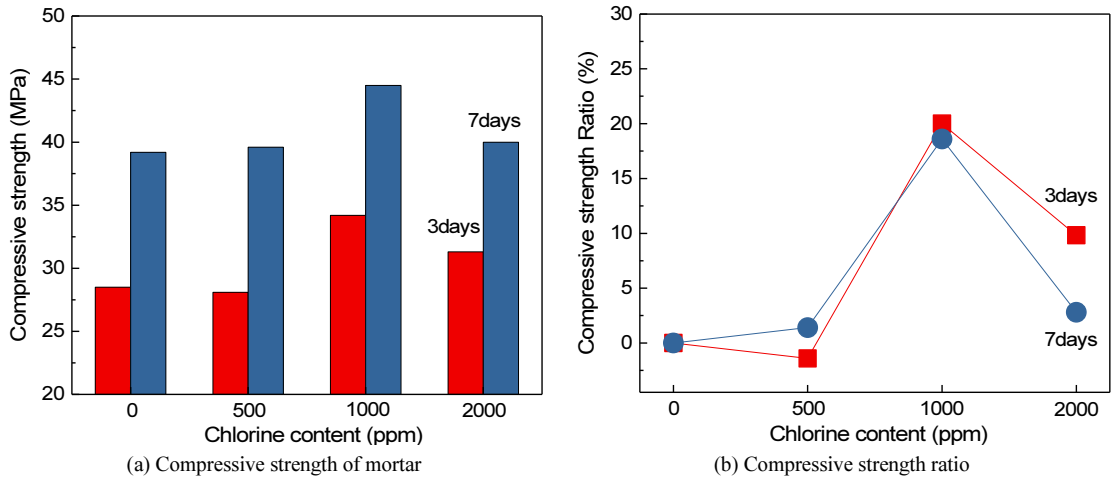 50
45
40
35
30
25
20
Compressive strength (MPa)
7days
3days
0 500 1000 2000
Chlorine content (ppm)
(a) Compressive strength of mortar
30
25
20
15
10
5
0
Compressive strength Ratio (%)
3days
7days
0 500 1000 2000
Chlorine content (ppm)
(b) Compressive strength ratio